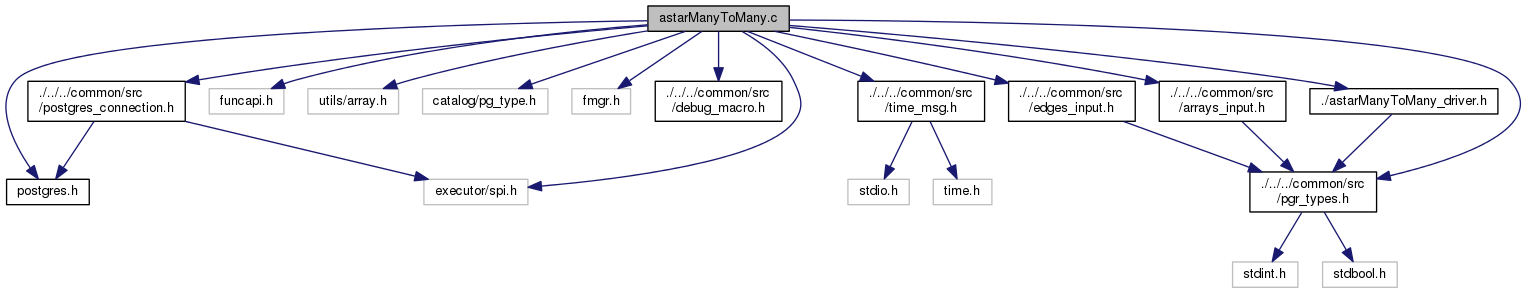 astarManyToMany.c
./../../common/src
/postgres_connection.h
funcapi.h
utils/array.h
catalog/pg_type.h
fmgr.h
./../../common/src
/debug_macro.h
./../../common/src
/time_msg.h
./../../common/src
/edges_input.h
./../../common/src
/arrays_input.h
./astarManyToMany_driver.h
postgres.h
executor/spi.h
stdio.h
time.h
./../../common/src
/pgr_types.h
stdint.h
stdbool.h